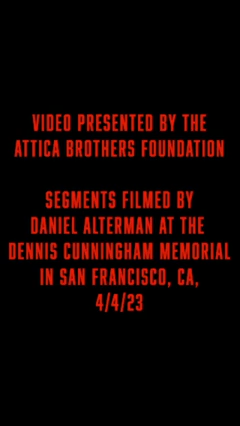 VIDEO PRESENTED BY THE
ATTICA BROTHERS FOUNDATION
SEGMENTS FILMED BY
DANIEL ALTERMAN AT THE
DENNIS CUNNINGHAM MEMORIAL
IN SAN FRANCISCO, CA,
4/4/23